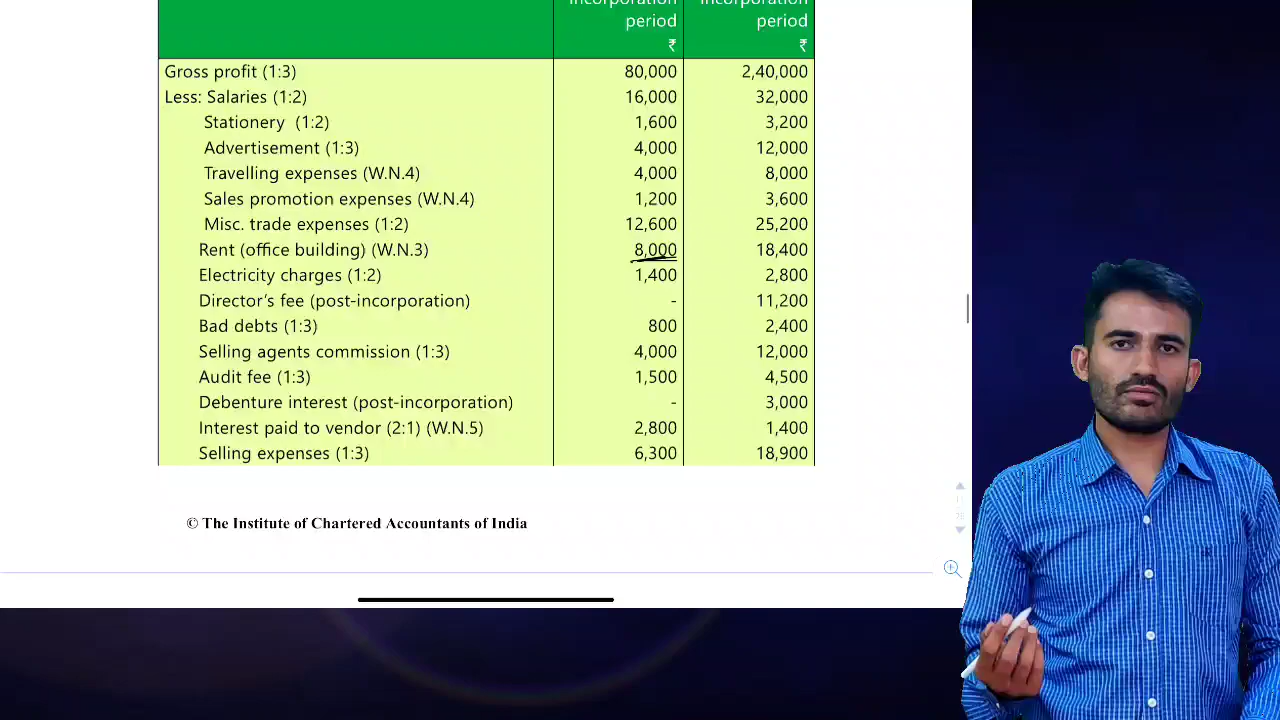 incorporation incorporation
period period
₹ ₹
Gross profit (1:3) 80,000 2,40,000
Less: Salaries (1:2) 16,000 32,000
Stationery (1:2) 1,600 3,200
Advertisement (1:3) 4,000 12,000
Travelling expenses (W.N.4) 4,000 8,000
Sales promotion expenses (W.N.4) 1,200 3,600
Misc. trade expenses (1:2) 12,600 25,200
Rent (office building) (W.N.3) 8,000 18,400
Electricity charges (1:2) 1,400 2,800
Director’s fee (post-incorporation) - 11,200
Bad debts (1:3) 800 2,400
Selling agents commission (1:3) 4,000 12,000
Audit fee (1:3) 1,500 4,500
Debenture interest (post-incorporation) - 3,000
Interest paid to vendor (2:1) (W.N.5) 2,800 1,400
Selling expenses (1:3) 6,300 18,900
© The Institute of Chartered Accountants of India